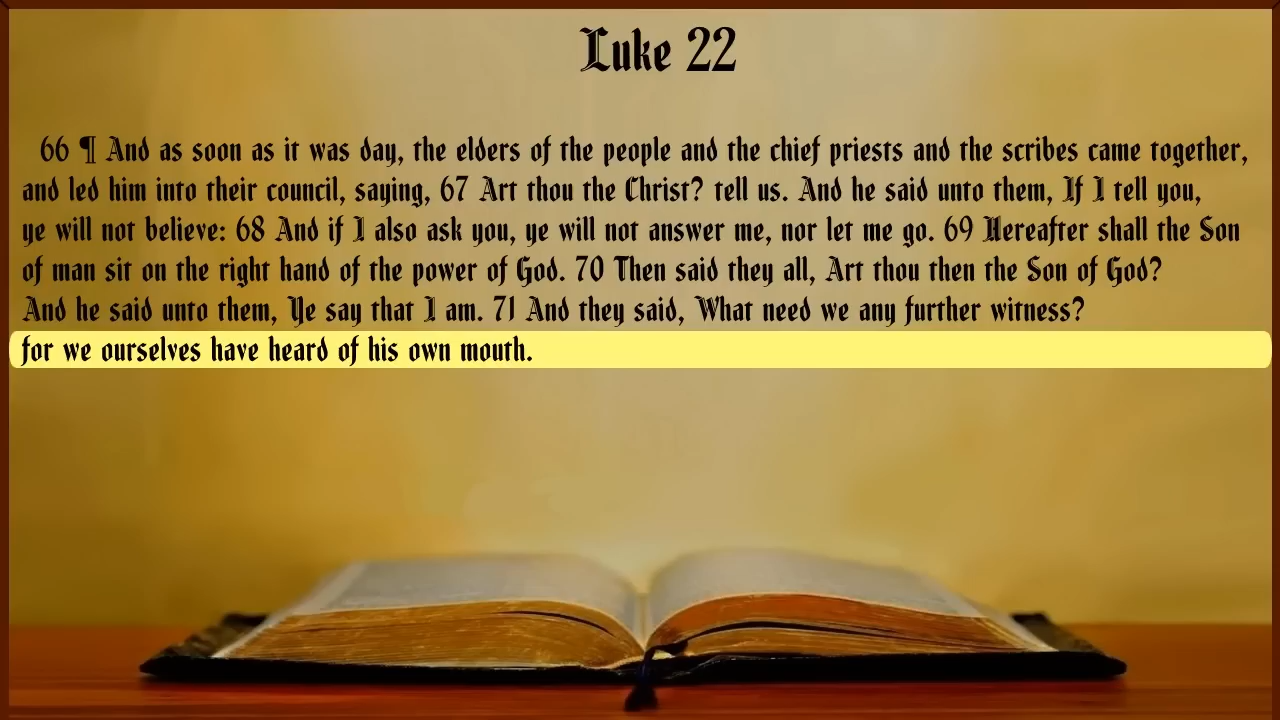 Luke 22
66 ¶ And as soon as it was day, the elders of the people and the chief priests and the scribes came together,
and led him into their council, saying, 67 Art thou the Christ? tell us. And he said unto them, If I tell you,
ye will not believe: 68 And if I also ask you, ye will not answer me, nor let me go. 69 Hereafter shall the Son
of man sit on the right hand of the power of God. 70 Then said they all, Art thou then the Son of God?
And he said unto them, Ye say that I am. 71 And they said, What need we any further witness?
for we ourselves have heard of his own mouth.